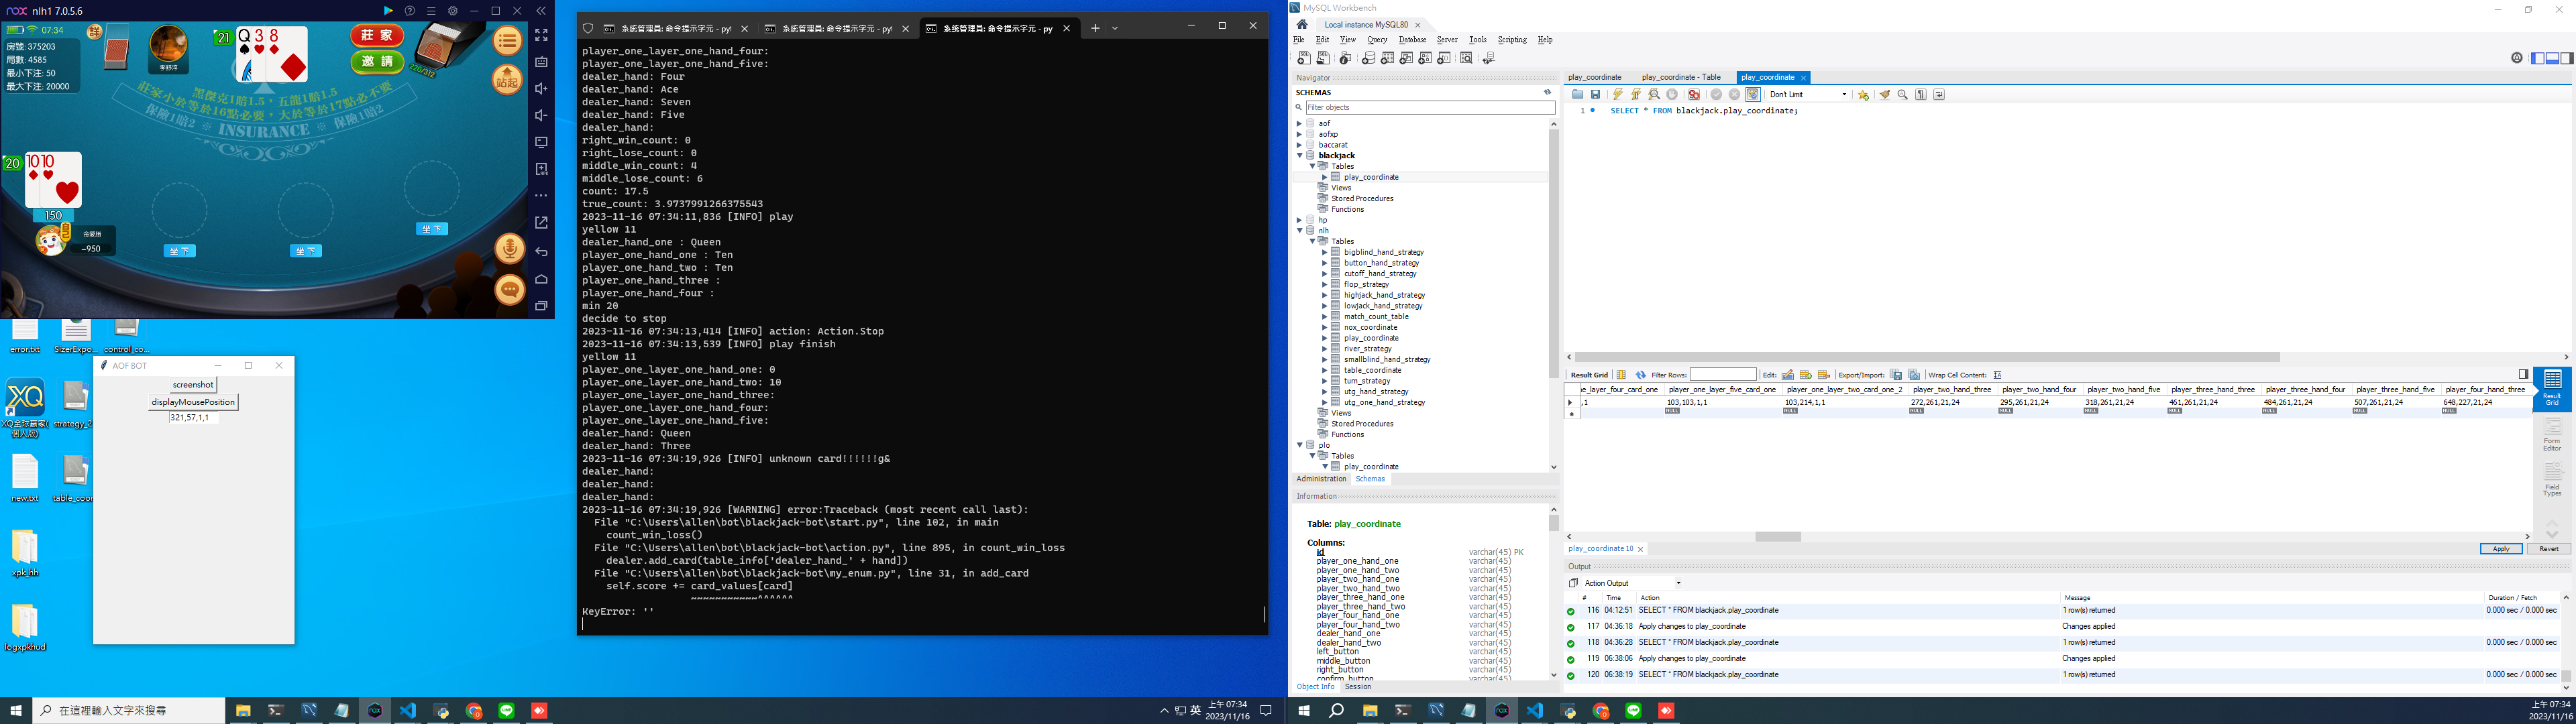 nox nlh1 7.0.5.6
07:34
房號: 375203
局數: 4585
最小下注: 50
最大下注: 20000
詳
李舒淳
21
Q 3 8
莊 家
邀 請
220/312
站起
黑傑克1賠1.5，五龍1賠1.5
莊家小於等於16點必要，大於等於17點必不要
保險1賠2 ※ INSURANCE ※ 保險1賠2
20
10 10
150
自己
-950
坐 下
坐 下
坐 下
error.txt
SizerExpo...
control_co...
XQ全球贏家(
個人版)
strategy_2
new.txt
table_coor
xpk_hh
logxpkhud
AOF BOT
screenshot
displayMousePosition
321,57,1,1
系統管理員: 命令提示字元 - pyt
系統管理員: 命令提示字元 - pyt
系統管理員: 命令提示字元 - py
player_one_layer_one_hand_four:
player_one_layer_one_hand_five:
dealer_hand: Four
dealer_hand: Ace
dealer_hand: Seven
dealer_hand: Five
dealer_hand:
right_win_count: 0
right_lose_count: 0
middle_win_count: 4
middle_lose_count: 6
count: 17.5
true_count: 3.9737991266375543
2023-11-16 07:34:11,836 [INFO] play
yellow 11
dealer_hand_one : Queen
player_one_hand_one : Ten
player_one_hand_two : Ten
player_one_hand_three :
player_one_hand_four :
min 20
decide to stop
2023-11-16 07:34:13,414 [INFO] action: Action.Stop
2023-11-16 07:34:13,539 [INFO] play finish
yellow 11
player_one_layer_one_hand_one: 0
player_one_layer_one_hand_two: 10
player_one_layer_one_hand_three:
player_one_layer_one_hand_four:
player_one_layer_one_hand_five:
dealer_hand: Queen
dealer_hand: Three
2023-11-16 07:34:19,926 [INFO] unknown card!!!!!!g&
dealer_hand:
dealer_hand:
dealer_hand:
2023-11-16 07:34:19,926 [WARNING] error:Traceback (most recent call last):
File "C:\Users\allen\bot\blackjack-bot\start.py", line 102, in main
count_win_loss()
File "C:\Users\allen\bot\blackjack-bot\action.py", line 895, in count_win_loss
dealer.add_card(table_info['dealer_hand_' + hand])
File "C:\Users\allen\bot\blackjack-bot\my_enum.py", line 31, in add_card
self.score += card_values[card]
~~~~~~~~~~~^^^^^^
KeyError: ''
在這裡輸入文字來搜尋
英
上午 07:34
2023/11/16
MySQL Workbench
Local instance MySQL80
File Edit View Query Database Server Tools Scripting Help
Navigator
SCHEMAS
Filter objects
aof
aofxp
baccarat
blackjack
Tables
play_coordinate
Views
Stored Procedures
Functions
hp
nlh
Tables
bigblind_hand_strategy
button_hand_strategy
cutoff_hand_strategy
flop_strategy
highjack_hand_strategy
lowjack_hand_strategy
match_count_table
nox_coordinate
play_coordinate
river_strategy
smallblind_hand_strategy
table_coordinate
turn_strategy
utg_hand_strategy
utg_one_hand_strategy
Views
Stored Procedures
Functions
plo
Tables
play_coordinate
Administration Schemas
Information
Table: play_coordinate
Columns:
id varchar(45) PK
player_one_hand_one varchar(45)
player_one_hand_two varchar(45)
player_two_hand_one varchar(45)
player_two_hand_two varchar(45)
player_three_hand_one varchar(45)
player_three_hand_two varchar(45)
player_four_hand_one varchar(45)
player_four_hand_two varchar(45)
dealer_hand_one varchar(45)
dealer_hand_two varchar(45)
left_button varchar(45)
middle_button varchar(45)
right_button varchar(45)
confirm_button varchar(45)
Object Info Session
play_coordinate play_coordinate - Table play_coordinate
Don't Limit
1 SELECT * FROM blackjack.play_coordinate;
Result Grid Filter Rows: Edit: Export/Import: Wrap Cell Content:
ne_layer_four_card_one player_one_layer_five_card_one player_one_layer_two_card_one_2 player_two_hand_three player_two_hand_four player_two_hand_five player_three_hand_three player_three_hand_four player_three_hand_five player_four_hand_three
,1 103,103,1,1 103,214,1,1 272,261,21,24 295,261,21,24 318,261,21,24 461,261,21,24 484,261,21,24 507,261,21,24 648,227,21,24
NULL NULL NULL NULL NULL NULL NULL NULL NULL
Result
Grid
Form
Editor
Field
Types
play_coordinate 10
Apply Revert
Output
Action Output
# Time Action Message Duration / Fetch
116 04:12:51 SELECT * FROM blackjack.play_coordinate 1 row(s) returned 0.000 sec / 0.000 sec
117 04:36:18 Apply changes to play_coordinate Changes applied
118 04:36:28 SELECT * FROM blackjack.play_coordinate 1 row(s) returned 0.000 sec / 0.000 sec
119 06:38:06 Apply changes to play_coordinate Changes applied
120 06:38:19 SELECT * FROM blackjack.play_coordinate 1 row(s) returned 0.000 sec / 0.000 sec
上午 07:34
2023/11/16